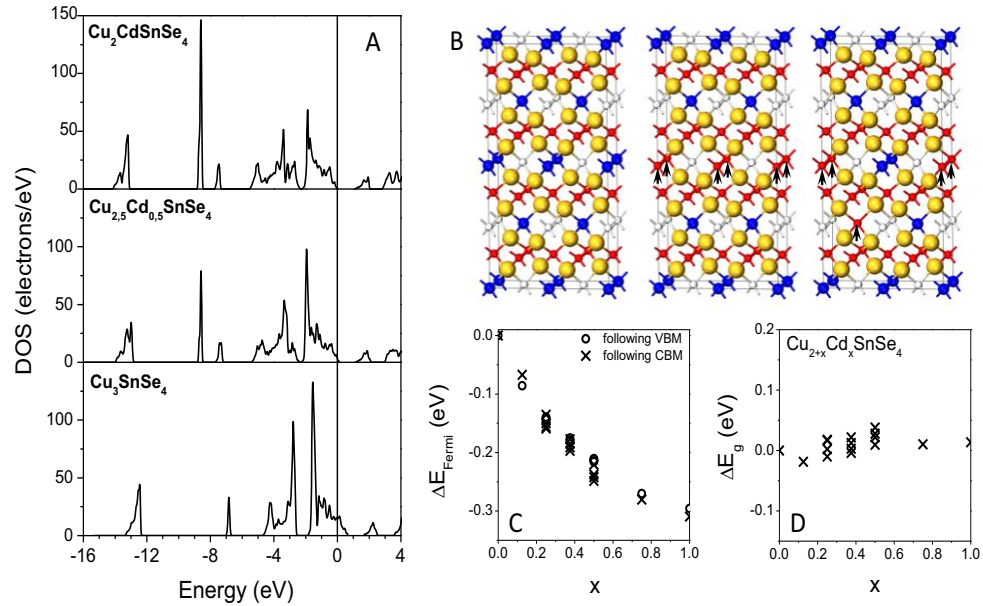 A
Cu2CdSnSe4
150
100
50
0
Cu2,5Cd0,5SnSe4
100
50
0
Cu3SnSe4
100
50
0
-16
-12
-8
-4
0
4
DOS (electrons/eV)
Energy (eV)
B
0.0
-0.1
-0.2
-0.3
following VBM
following CBM
C
0.0
0.2
0.4
0.6
0.8
1.0
ΔEFermi (eV)
x
0.2
0.1
0.0
-0.1
Cu2+xCdxSnSe4
D
0.0
0.2
0.4
0.6
0.8
1.0
ΔEg (eV)
x